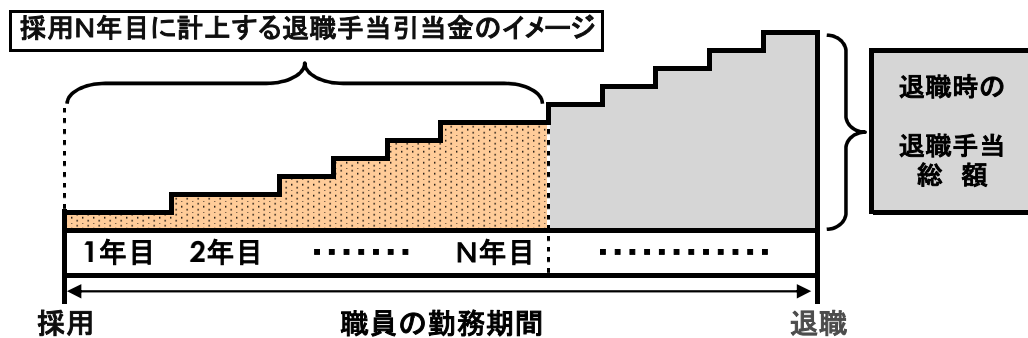 採用N年目に計上する退職手当引当金のイメージ
退職時の
退職手当
総 額
1年目 2年目 ‥‥‥ N年目 ‥‥‥‥‥
採用 職員の勤務期間 退職